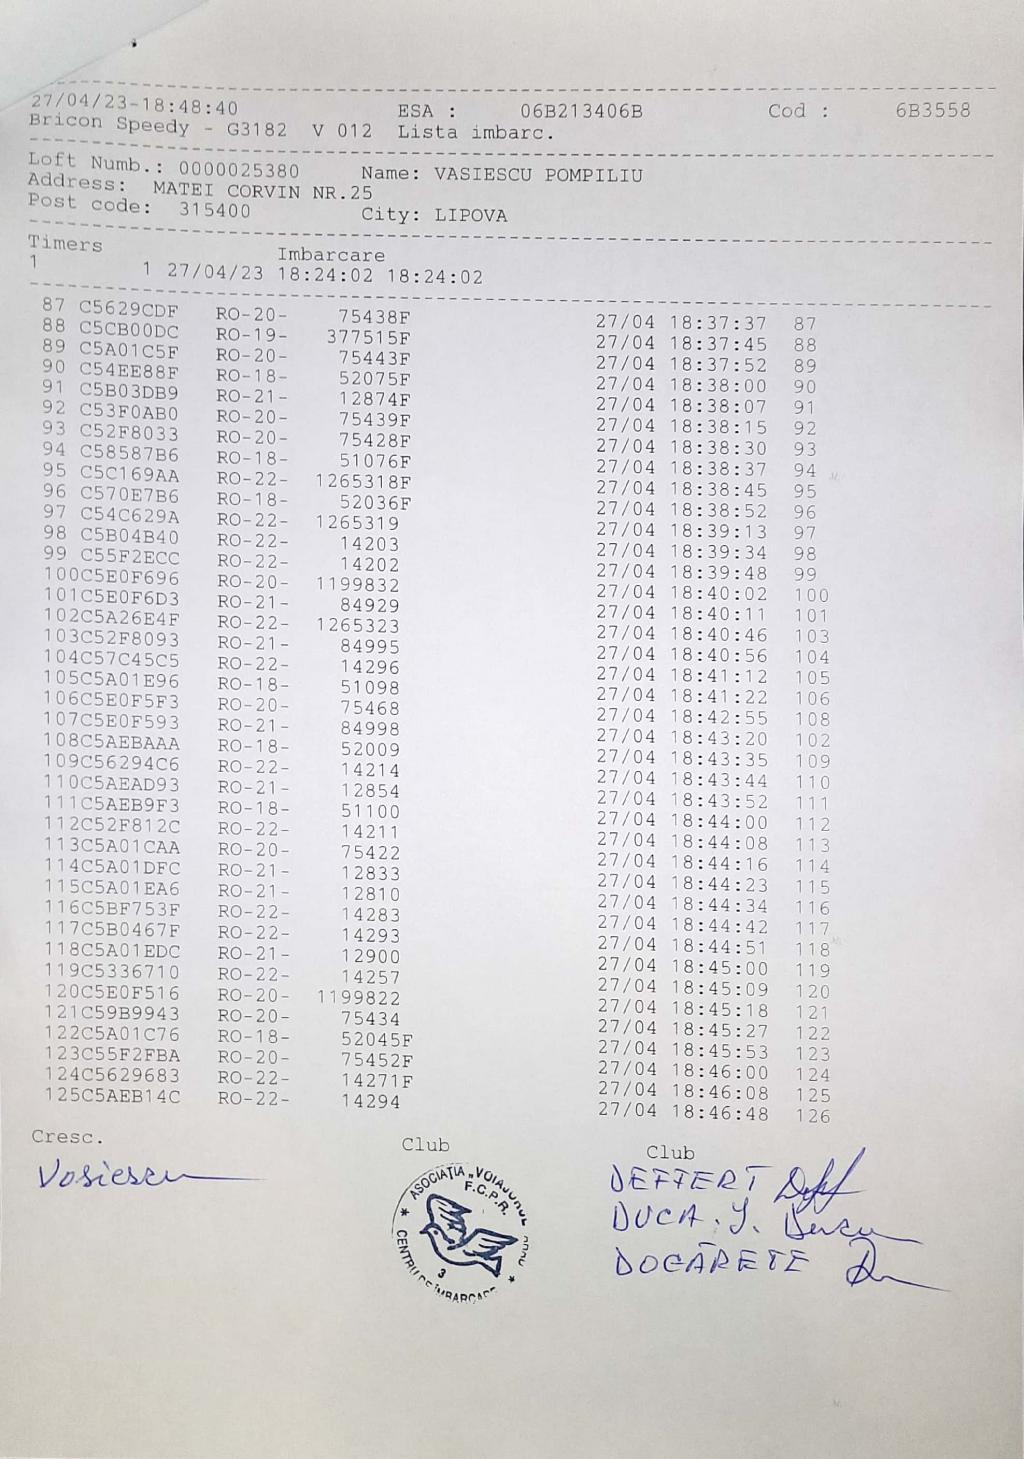 27/04/23-18:48:40 ESA : 06B213406B Cod : 6B3558
Bricon Speedy - G3182 V 012 Lista imbarc.
Loft Numb.: 0000025380 Name: VASIESCU POMPILIU
Address: MATEI CORVIN NR.25
Post code: 315400 City: LIPOVA
Timers Imbarcare
1 1 27/04/23 18:24:02 18:24:02
87 C5629CDF RO-20- 75438F 27/04 18:37:37 87
88 C5CB00DC RO-19- 377515F 27/04 18:37:45 88
89 C5A01C5F RO-20- 75443F 27/04 18:37:52 89
90 C54EE88F RO-18- 52075F 27/04 18:38:00 90
91 C5B03DB9 RO-21- 12874F 27/04 18:38:07 91
92 C53F0AB0 RO-20- 75439F 27/04 18:38:15 92
93 C52F8033 RO-20- 75428F 27/04 18:38:30 93
94 C58587B6 RO-18- 51076F 27/04 18:38:37 94
95 C5C169AA RO-22- 1265318F 27/04 18:38:45 95
96 C570E7B6 RO-18- 52036F 27/04 18:38:52 96
97 C54C629A RO-22- 1265319 27/04 18:39:13 97
98 C5B04B40 RO-22- 14203 27/04 18:39:34 98
99 C55F2ECC RO-22- 14202 27/04 18:39:48 99
100C5E0F696 RO-20- 1199832 27/04 18:40:02 100
101C5E0F6D3 RO-21- 84929 27/04 18:40:11 101
102C5A26E4F RO-22- 1265323 27/04 18:40:46 103
103C52F8093 RO-21- 84995 27/04 18:40:56 104
104C57C45C5 RO-22- 14296 27/04 18:41:12 105
105C5A01E96 RO-18- 51098 27/04 18:41:22 106
106C5E0F5F3 RO-20- 75468 27/04 18:42:55 108
107C5E0F593 RO-21- 84998 27/04 18:43:20 102
108C5AEBAAA RO-18- 52009 27/04 18:43:35 109
109C56294C6 RO-22- 14214 27/04 18:43:44 110
110C5AEAD93 RO-21- 12854 27/04 18:43:52 111
111C5AEB9F3 RO-18- 51100 27/04 18:44:00 112
112C52F812C RO-22- 14211 27/04 18:44:08 113
113C5A01CAA RO-20- 75422 27/04 18:44:16 114
114C5A01DFC RO-21- 12833 27/04 18:44:23 115
115C5A01EA6 RO-21- 12810 27/04 18:44:34 116
116C5BF753F RO-22- 14283 27/04 18:44:42 117
117C5B0467F RO-22- 14293 27/04 18:44:51 118
118C5A01EDC RO-21- 12900 27/04 18:45:00 119
119C5336710 RO-22- 14257 27/04 18:45:09 120
120C5E0F516 RO-20- 1199822 27/04 18:45:18 121
121C59B9943 RO-20- 75434 27/04 18:45:27 122
122C5A01C76 RO-18- 52045F 27/04 18:45:53 123
123C55F2FBA RO-20- 75452F 27/04 18:46:00 124
124C5629683 RO-22- 14271F 27/04 18:46:08 125
125C5AEB14C RO-22- 14294 27/04 18:46:48 126
Cresc. Club Club
Vasiescu
ASOCIAȚIA „VOIAJORUL
F.C.P.R.
3
CENTRU DE ÎMBARCARE
DEFFERT
DUCA. I. Duca
DOCĂRETE